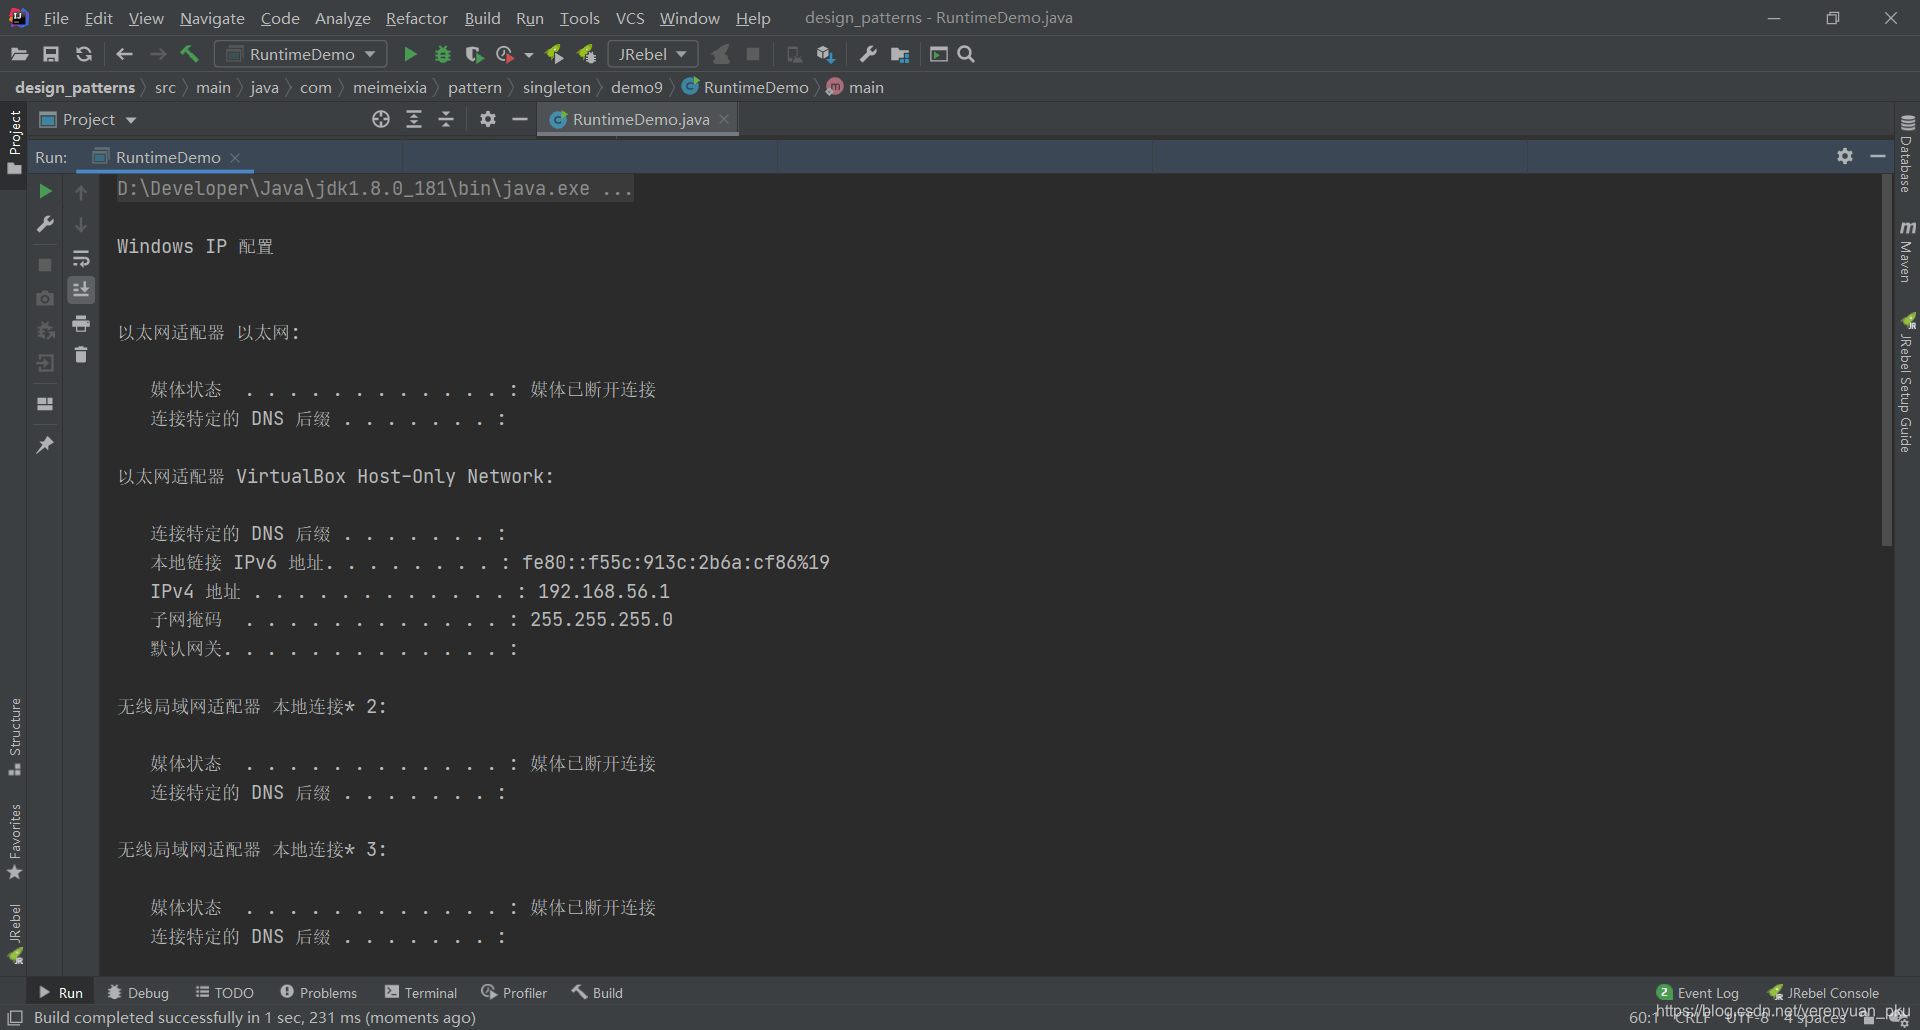 File Edit View Navigate Code Analyze Refactor Build Run Tools VCS Window Help design_patterns - RuntimeDemo.java
RuntimeDemo JRebel
design_patterns src main java com meimeixia pattern singleton demo9 RuntimeDemo main
Project RuntimeDemo.java
Run: RuntimeDemo
D:\Developer\Java\jdk1.8.0_181\bin\java.exe ...
Windows IP 配置
以太网适配器 以太网:
媒体状态 . . . . . . . . . . . . : 媒体已断开连接
连接特定的 DNS 后缀 . . . . . . . :
以太网适配器 VirtualBox Host-Only Network:
连接特定的 DNS 后缀 . . . . . . . :
本地链接 IPv6 地址. . . . . . . . : fe80::f55c:913c:2b6a:cf86%19
IPv4 地址 . . . . . . . . . . . . : 192.168.56.1
子网掩码 . . . . . . . . . . . . : 255.255.255.0
默认网关. . . . . . . . . . . . . :
无线局域网适配器 本地连接* 2:
媒体状态 . . . . . . . . . . . . : 媒体已断开连接
连接特定的 DNS 后缀 . . . . . . . :
无线局域网适配器 本地连接* 3:
媒体状态 . . . . . . . . . . . . : 媒体已断开连接
连接特定的 DNS 后缀 . . . . . . . :
Project
Structure
Favorites
JRebel
Database
Maven
JRebel Setup Guide
Run Debug TODO Problems Terminal Profiler Build 2 Event Log JRebel Console
Build completed successfully in 1 sec, 231 ms (moments ago) 60:1 CRLF UTF-8 4 spaces
https://blog.csdn.net/yerenyuan_pku